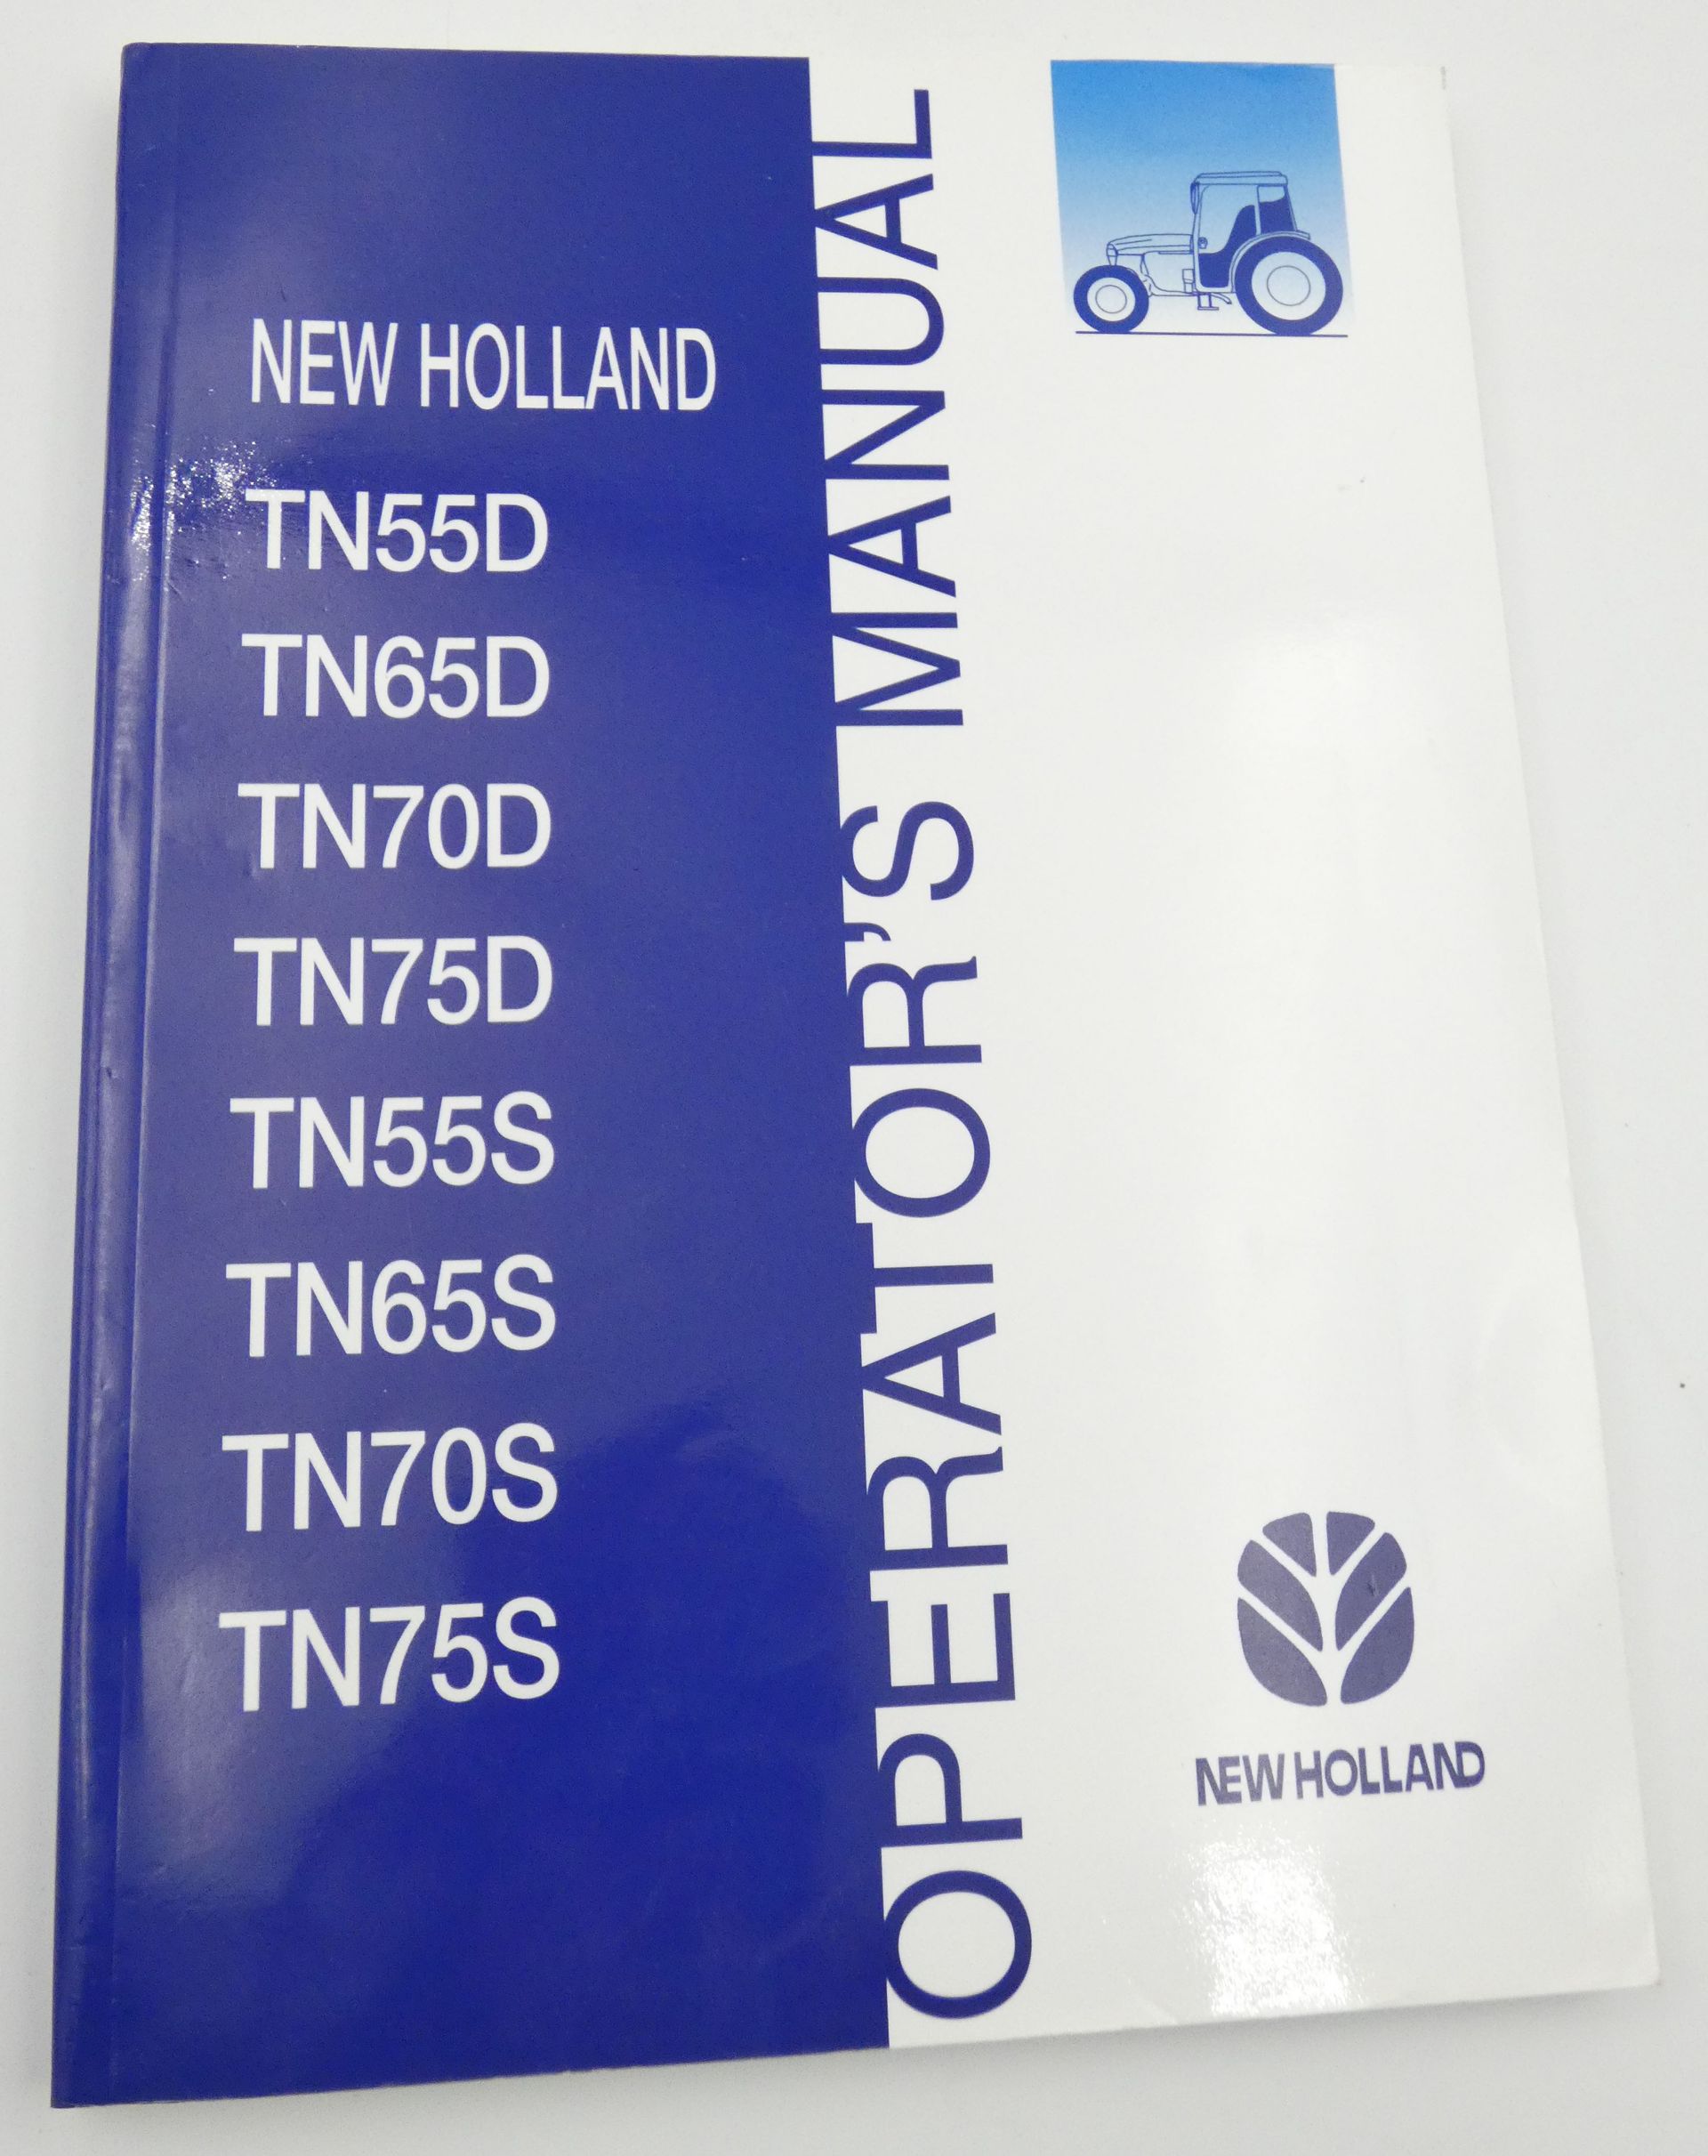 NEW HOLLAND
TN55D
TN65D
TN70D
TN75D
TN55S
TN65S
TN70S
TN75S
OPERATOR'S MANUAL
NEW HOLLAND